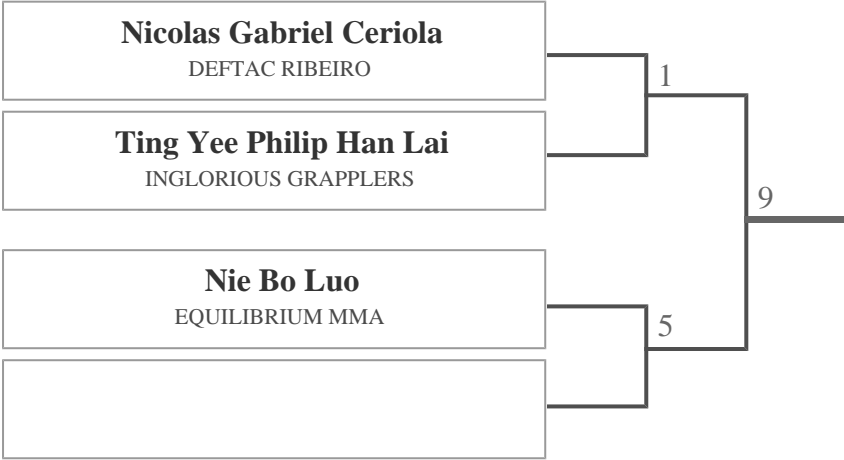 Nicolas Gabriel Ceriola
DEFTAC RIBEIRO
1
Ting Yee Philip Han Lai
INGLORIOUS GRAPPLERS
9
Nie Bo Luo
EQUILIBRIUM MMA
5